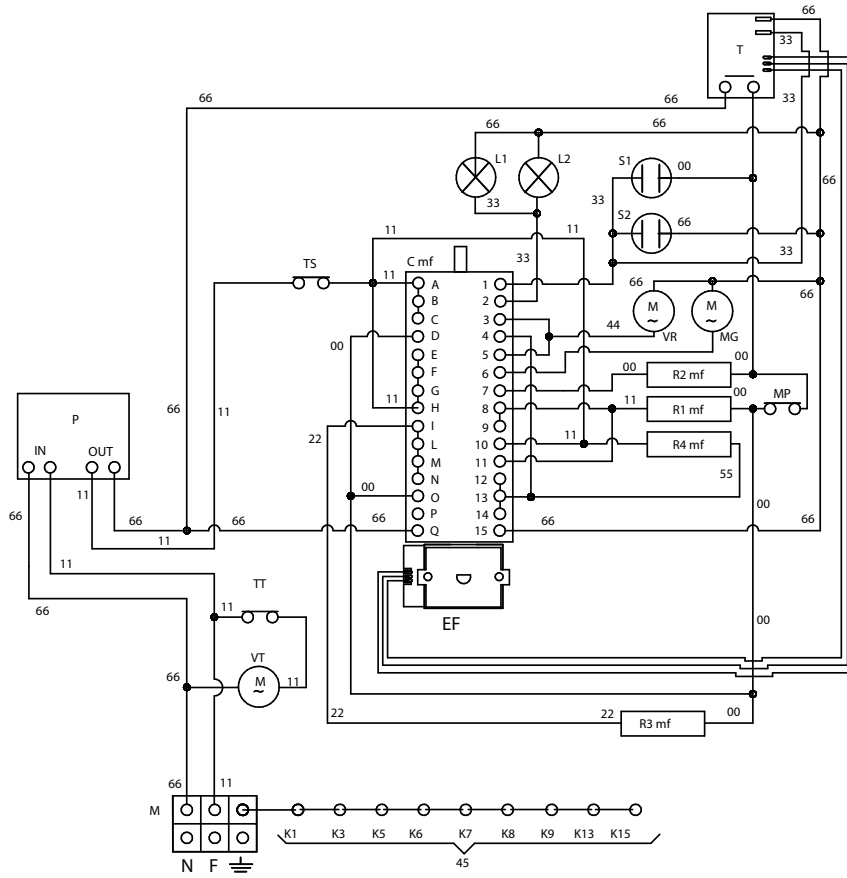 66
33
T
66 66 33
66 66
L1 L2 S1 00
33 33 66
S2 66
11 11 33
TS 11 C mf 33
A 1 66 66
B 2 M M
C 3 44 VR MG
00 D 4 00
E 5
F 6 00 R2 mf
G 7 MP
66 11 11 H 8 11 R1 mf 00
P 22 I 9
IN OUT L 10 11 R4 mf
M 11 55
N 12
66 11 00 O 13 00
66 66 P 14
66 Q 15 66 66
11
11
66 TT
11 EF 00
VT
66 M 11
22 22 R3 mf 00
66 11
M
K1 K3 K5 K6 K7 K8 K9 K13 K15
N F 45